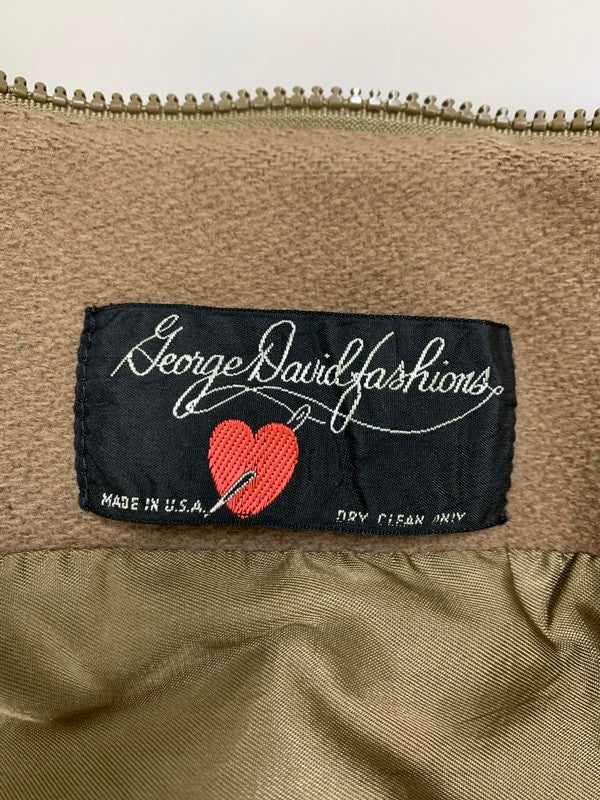 George David fashions
MADE IN U.S.A.
DRY CLEAN ONLY